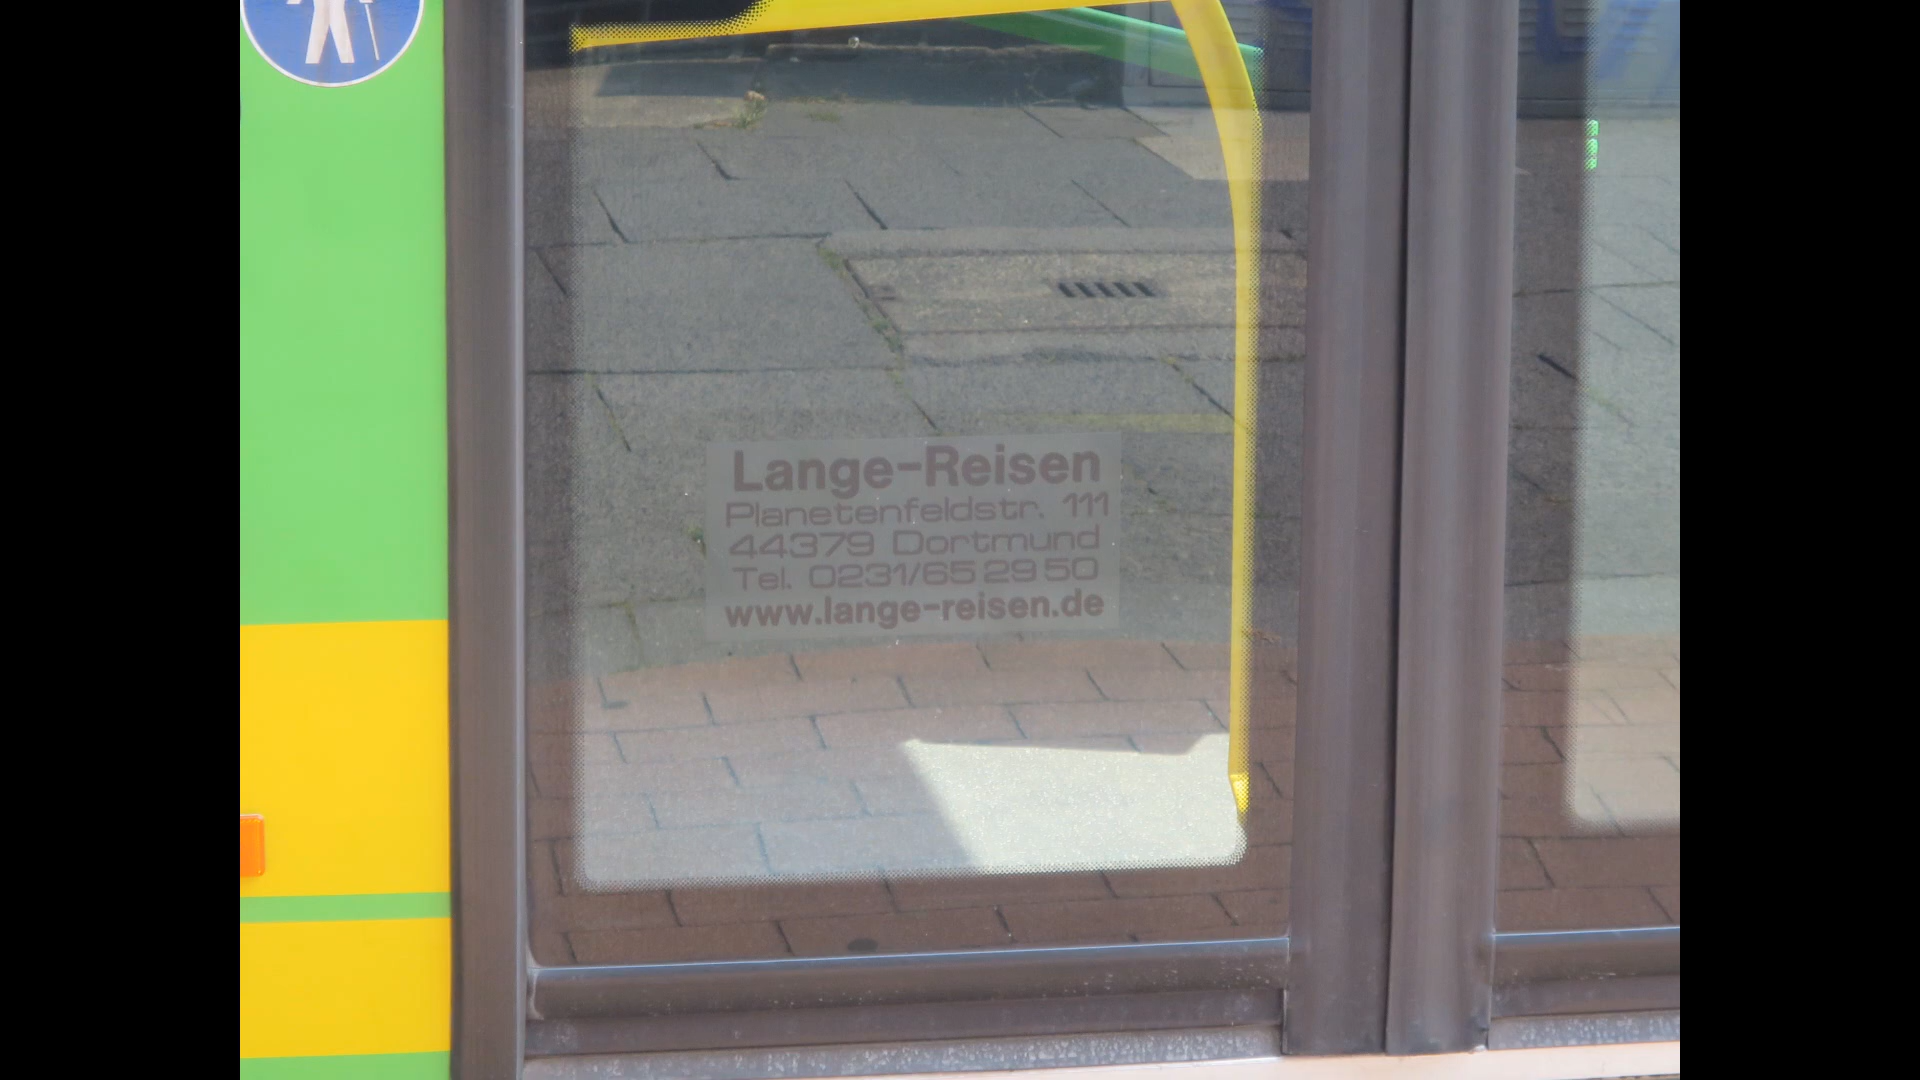 Lange-Reisen
Planetenfeldstr. 111
44379 Dortmund
Tel. 0231/65 29 50
www.lange-reisen.de